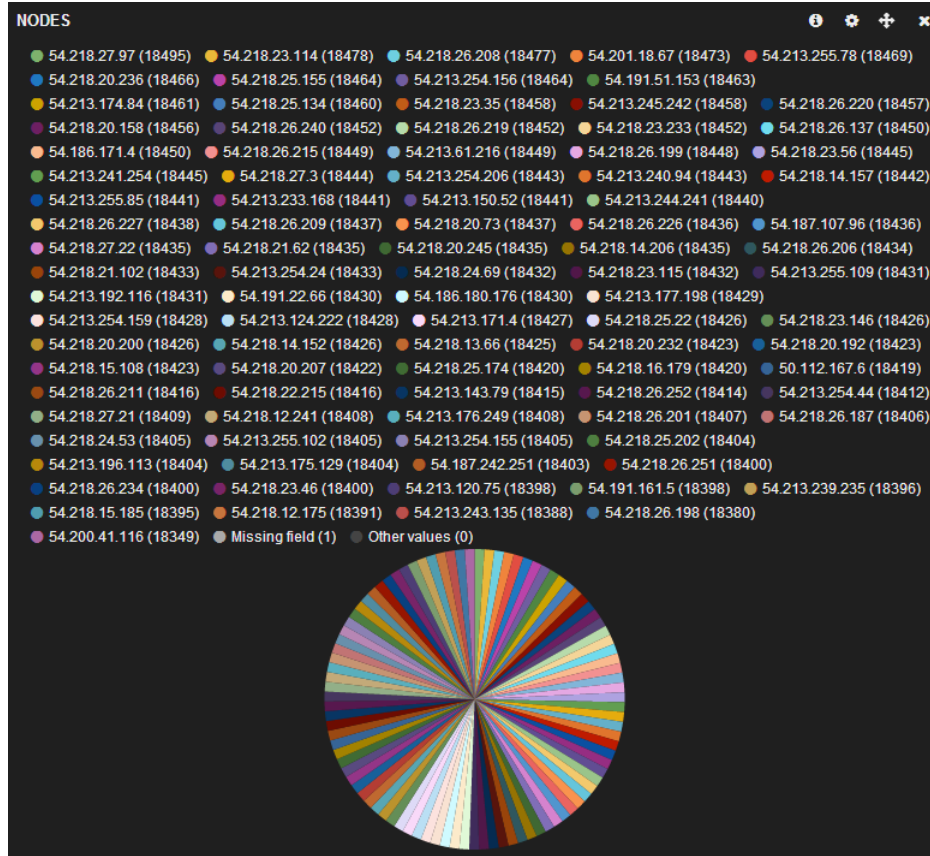 NODES
54.218.27.97 (18495) 54.218.23.114 (18478) 54.218.26.208 (18477) 54.201.18.67 (18473) 54.213.255.78 (18469)
54.218.20.236 (18466) 54.218.25.155 (18464) 54.213.254.156 (18464) 54.191.51.153 (18463)
54.213.174.84 (18461) 54.218.25.134 (18460) 54.218.23.35 (18458) 54.213.245.242 (18458) 54.218.26.220 (18457)
54.218.20.158 (18456) 54.218.26.240 (18452) 54.218.26.219 (18452) 54.218.23.233 (18452) 54.218.26.137 (18450)
54.186.171.4 (18450) 54.218.26.215 (18449) 54.213.61.216 (18449) 54.218.26.199 (18448) 54.218.23.56 (18445)
54.213.241.254 (18445) 54.218.27.3 (18444) 54.213.254.206 (18443) 54.213.240.94 (18443) 54.218.14.157 (18442)
54.213.255.85 (18441) 54.213.233.168 (18441) 54.213.150.52 (18441) 54.213.244.241 (18440)
54.218.26.227 (18438) 54.218.26.209 (18437) 54.218.20.73 (18437) 54.218.26.226 (18436) 54.187.107.96 (18436)
54.218.27.22 (18435) 54.218.21.62 (18435) 54.218.20.245 (18435) 54.218.14.206 (18435) 54.218.26.206 (18434)
54.218.21.102 (18433) 54.213.254.24 (18433) 54.218.24.69 (18432) 54.218.23.115 (18432) 54.213.255.109 (18431)
54.213.192.116 (18431) 54.191.22.66 (18430) 54.186.180.176 (18430) 54.213.177.198 (18429)
54.213.254.159 (18428) 54.213.124.222 (18428) 54.213.171.4 (18427) 54.218.25.22 (18426) 54.218.23.146 (18426)
54.218.20.200 (18426) 54.218.14.152 (18426) 54.218.13.66 (18425) 54.218.20.232 (18423) 54.218.20.192 (18423)
54.218.15.108 (18423) 54.218.20.207 (18422) 54.218.25.174 (18420) 54.218.16.179 (18420) 50.112.167.6 (18419)
54.218.26.211 (18416) 54.218.22.215 (18416) 54.213.143.79 (18415) 54.218.26.252 (18414) 54.213.254.44 (18412)
54.218.27.21 (18409) 54.218.12.241 (18408) 54.213.176.249 (18408) 54.218.26.201 (18407) 54.218.26.187 (18406)
54.218.24.53 (18405) 54.213.255.102 (18405) 54.213.254.155 (18405) 54.218.25.202 (18404)
54.213.196.113 (18404) 54.213.175.129 (18404) 54.187.242.251 (18403) 54.218.26.251 (18400)
54.218.26.234 (18400) 54.218.23.46 (18400) 54.213.120.75 (18398) 54.191.161.5 (18398) 54.213.239.235 (18396)
54.218.15.185 (18395) 54.218.12.175 (18391) 54.213.243.135 (18388) 54.218.26.198 (18380)
54.200.41.116 (18349) Missing field (1) Other values (0)